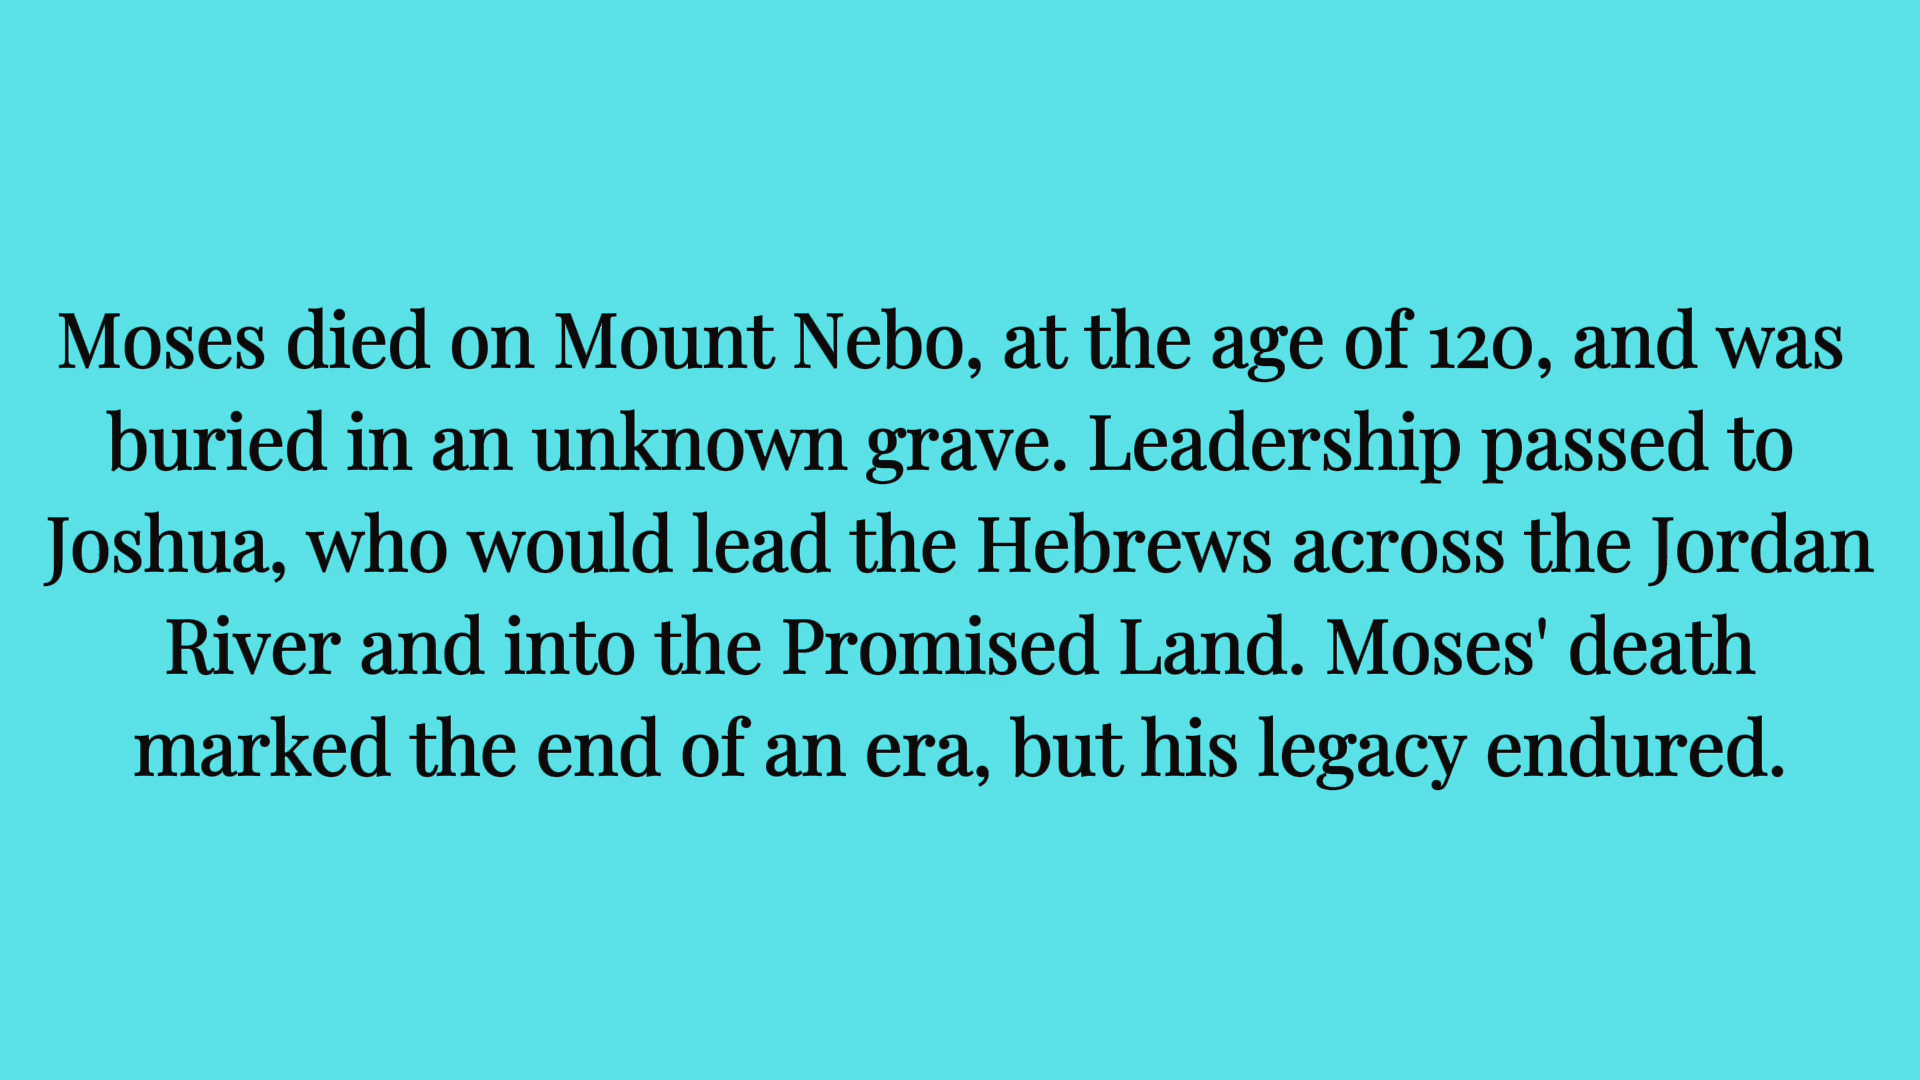 Moses died on Mount Nebo, at the age of 120, and was
buried in an unknown grave. Leadership passed to
Joshua, who would lead the Hebrews across the Jordan
River and into the Promised Land. Moses' death
marked the end of an era, but his legacy endured.